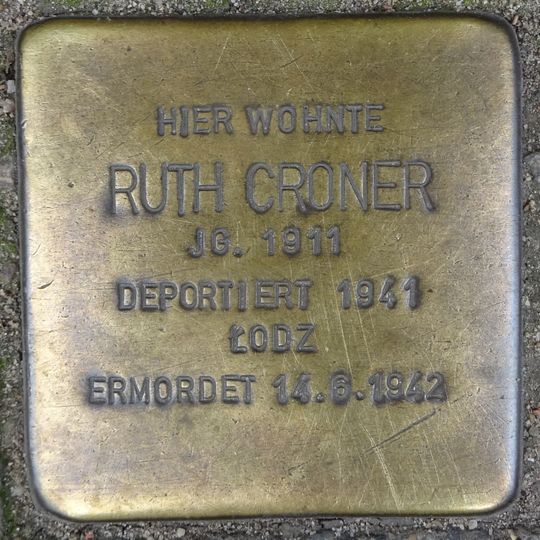 HIER WOHNTE
RUTH CRONER
JG. 1911
DEPORTIERT 1941
ŁODZ
ERMORDET 14.6.1942